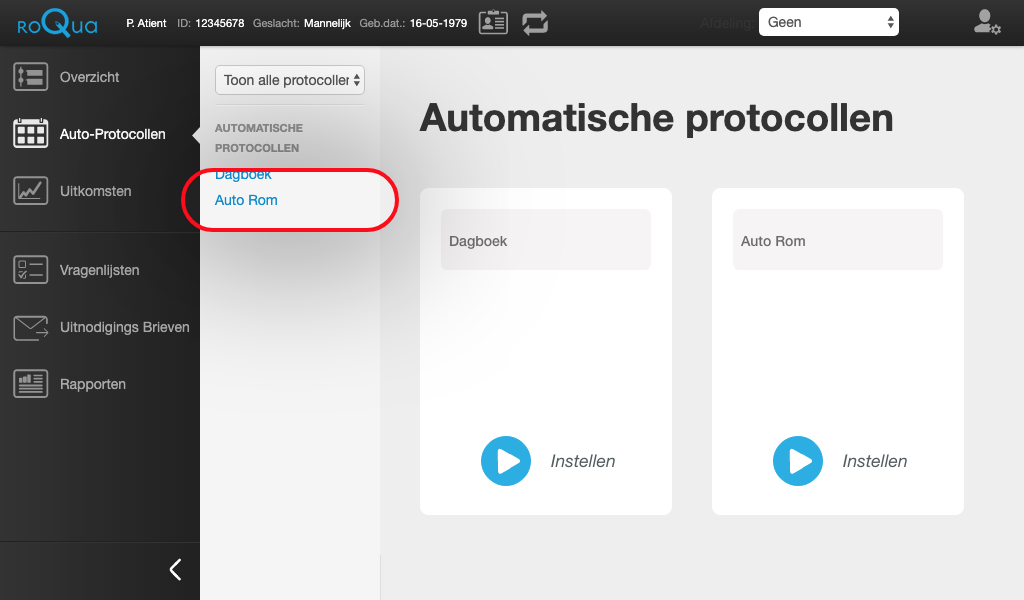 roQua P. Atient ID: 12345678 Geslacht: Mannelijk Geb.dat.: 16-05-1979 Afdeling: Geen
Overzicht
Auto-Protocollen
Uitkomsten
Vragenlijsten
Uitnodigings Brieven
Rapporten
Toon alle protocollen
AUTOMATISCHE
PROTOCOLLEN
Dagboek
Auto Rom
Automatische protocollen
Dagboek
Instellen
Auto Rom
Instellen